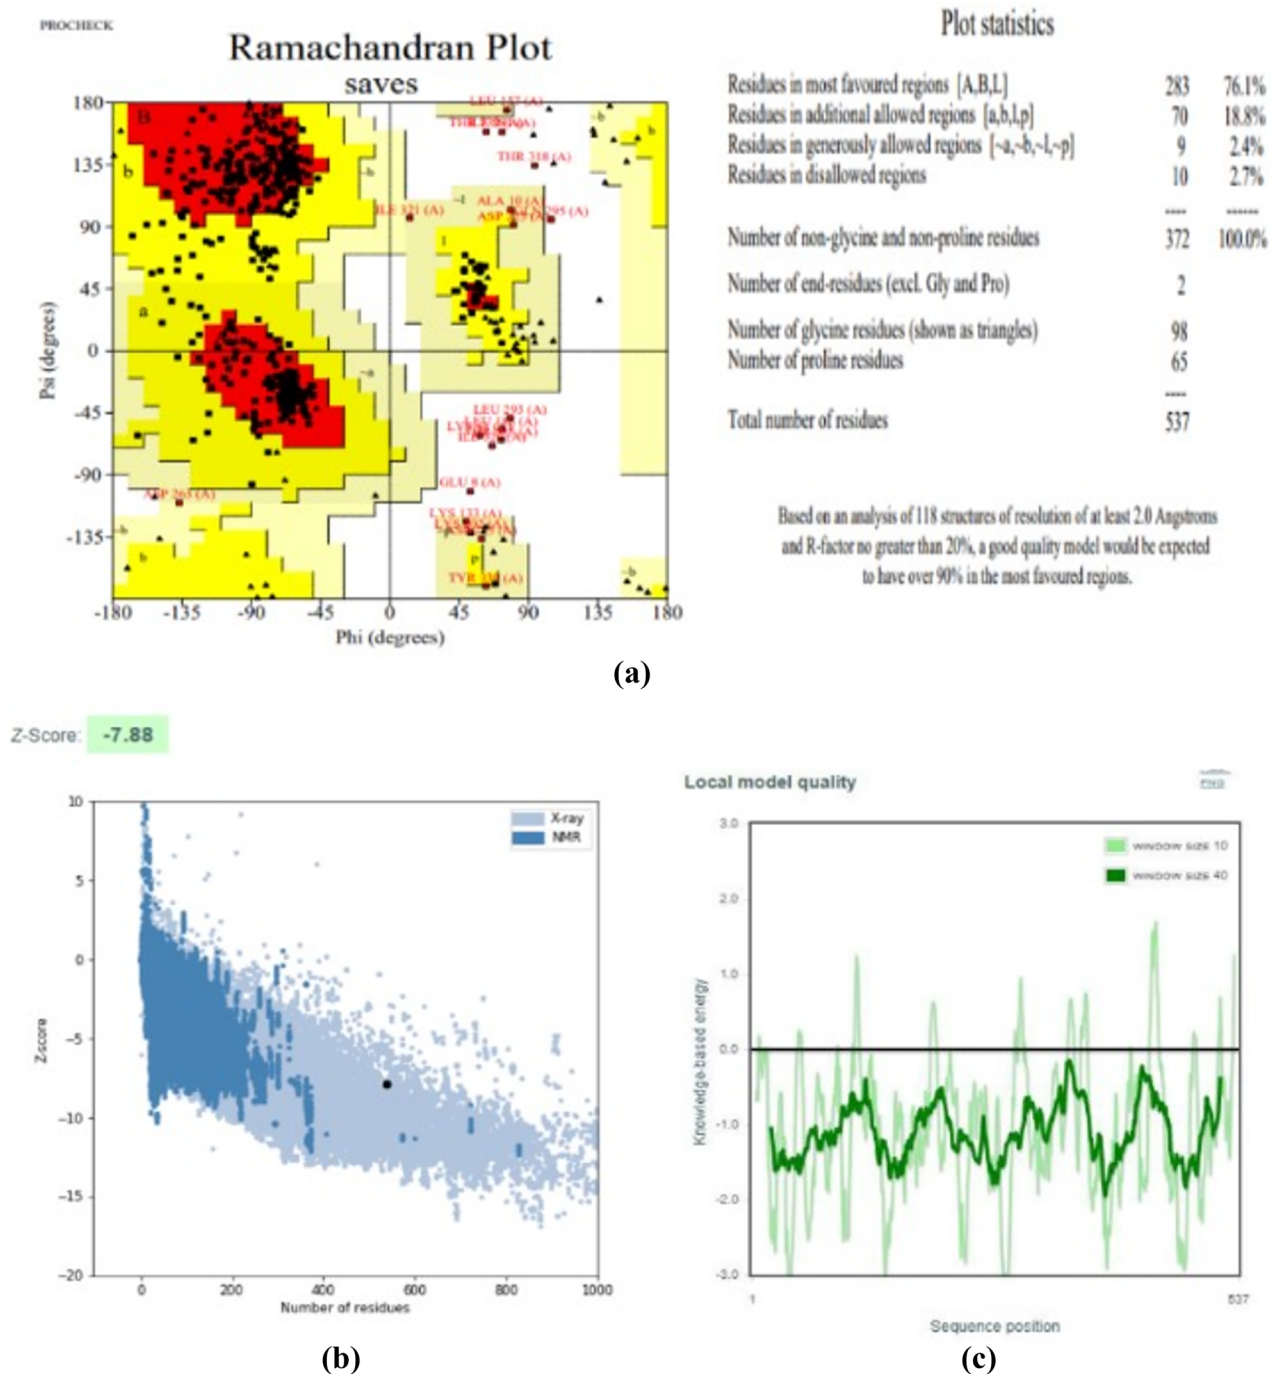 PROCHECK
Ramachandran Plot
saves
B
b
a
~b
~a
l
~l
p
180
135
90
45
0
-45
-90
-135
-180
-135
-90
-45
0
45
90
135
180
Psi (degrees)
Phi (degrees)
THR 318 (A)
ILE 321 (A)
ALA 10 (A)
LEU 293 (A)
GLU 8 (A)
LYS 133 (A)
Plot statistics
Residues in most favoured regions [A,B,L] 283 76.1%
Residues in additional allowed regions [a,b,l,p] 70 18.8%
Residues in generously allowed regions [~a,~b,~l,~p] 9 2.4%
Residues in disallowed regions 10 2.7%
---- ------
Number of non-glycine and non-proline residues 372 100.0%
Number of end-residues (excl. Gly and Pro) 2
Number of glycine residues (shown as triangles) 98
Number of proline residues 65
----
Total number of residues 537
Based on an analysis of 118 structures of resolution of at least 2.0 Angstroms
and R-factor no greater than 20%, a good quality model would be expected
to have over 90% in the most favoured regions.
(a)
Z-Score: -7.88
10
5
0
−5
−10
−15
−20
Z-score
X-ray
NMR
0 200 400 600 800 1000
Number of residues
(b)
Local model quality
PNG
3.0
2.0
1.0
0.0
-1.0
-2.0
-3.0
Knowledge-based energy
window size 10
window size 40
1 537
Sequence position
(c)